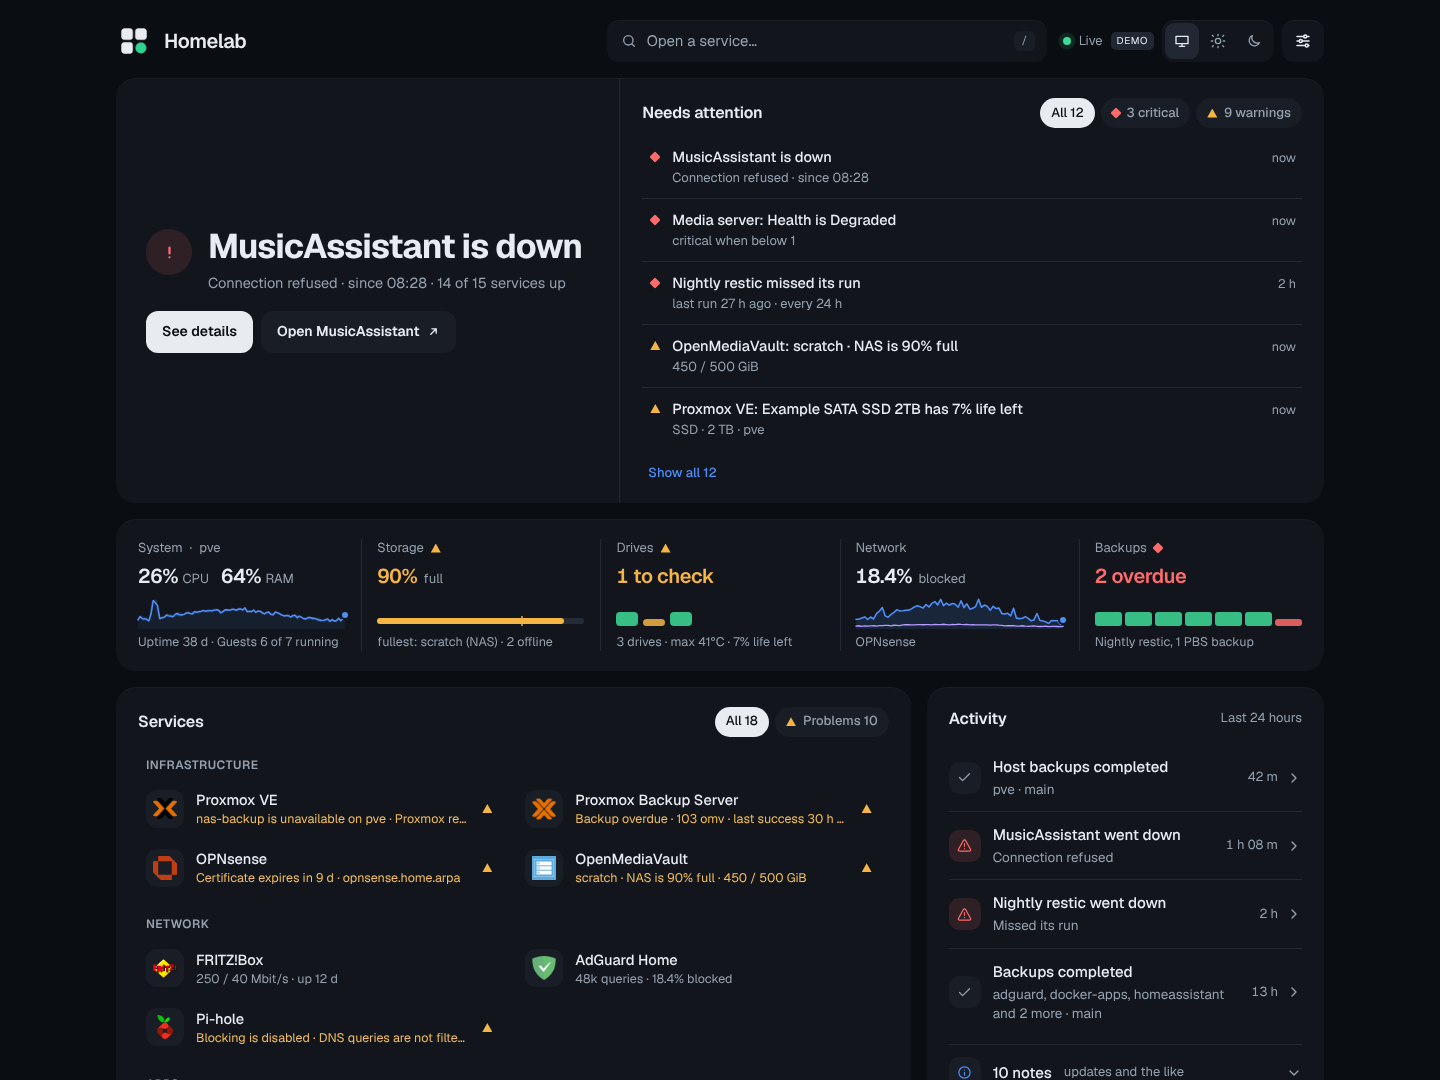 Homelab
Open a service...
/
Live
DEMO
MusicAssistant is down
Connection refused · since 08:28 · 14 of 15 services up
See details
Open MusicAssistant
Needs attention
All 12
3 critical
9 warnings
MusicAssistant is down
now
Connection refused · since 08:28
Media server: Health is Degraded
now
critical when below 1
Nightly restic missed its run
2 h
last run 27 h ago · every 24 h
OpenMediaVault: scratch · NAS is 90% full
now
450 / 500 GiB
Proxmox VE: Example SATA SSD 2TB has 7% life left
now
SSD · 2 TB · pve
Show all 12
System · pve
26% CPU 64% RAM
Uptime 38 d · Guests 6 of 7 running
Storage
90% full
fullest: scratch (NAS) · 2 offline
Drives
1 to check
3 drives · max 41°C · 7% life left
Network
18.4% blocked
OPNsense
Backups
2 overdue
Nightly restic, 1 PBS backup
Services
All 18
Problems 10
INFRASTRUCTURE
Proxmox VE
nas-backup is unavailable on pve · Proxmox re...
Proxmox Backup Server
Backup overdue · 103 omv · last success 30 h ...
OPNsense
Certificate expires in 9 d · opnsense.home.arpa
OpenMediaVault
scratch · NAS is 90% full · 450 / 500 GiB
NETWORK
FRITZ!Box
250 / 40 Mbit/s · up 12 d
AdGuard Home
48k queries · 18.4% blocked
Pi-hole
Blocking is disabled · DNS queries are not filte...
Activity
Last 24 hours
Host backups completed
pve · main
42 m
MusicAssistant went down
Connection refused
1 h 08 m
Nightly restic went down
Missed its run
2 h
Backups completed
adguard, docker-apps, homeassistant
and 2 more · main
13 h
10 notes updates and the like